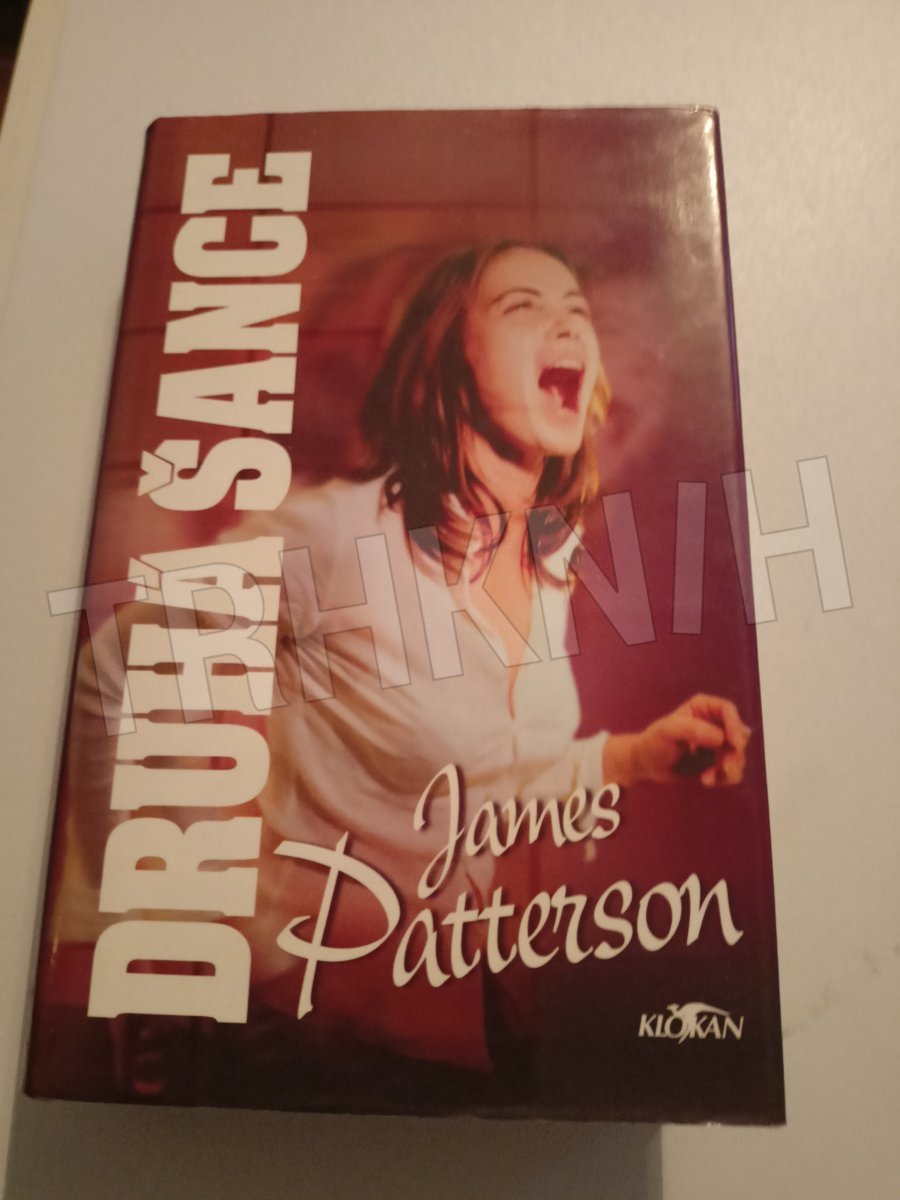 DRUHÁ ŠANCE
James
Patterson
KLOKAN
TRHKNIH